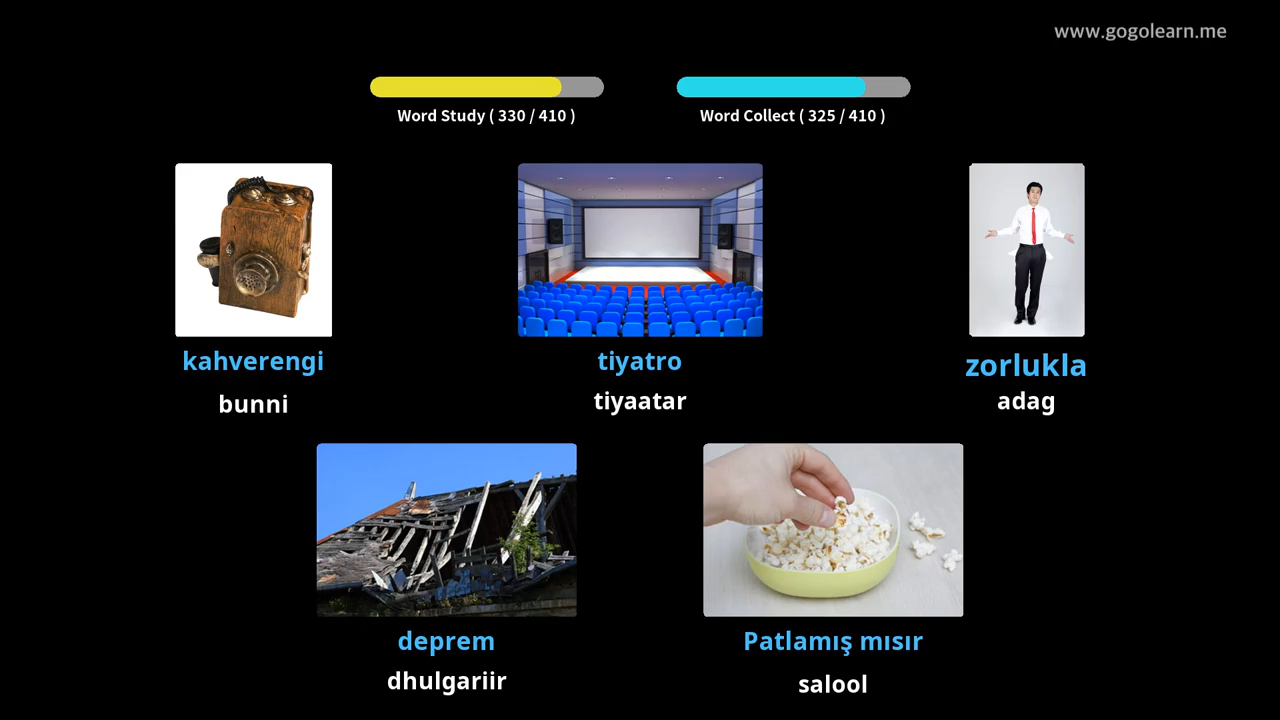 www.gogolearn.me
Word Study ( 330 / 410 )
Word Collect ( 325 / 410 )
kahverengi
bunni
tiyatro
tiyaatar
zorlukla
adag
deprem
dhulgariir
Patlamış mısır
salool